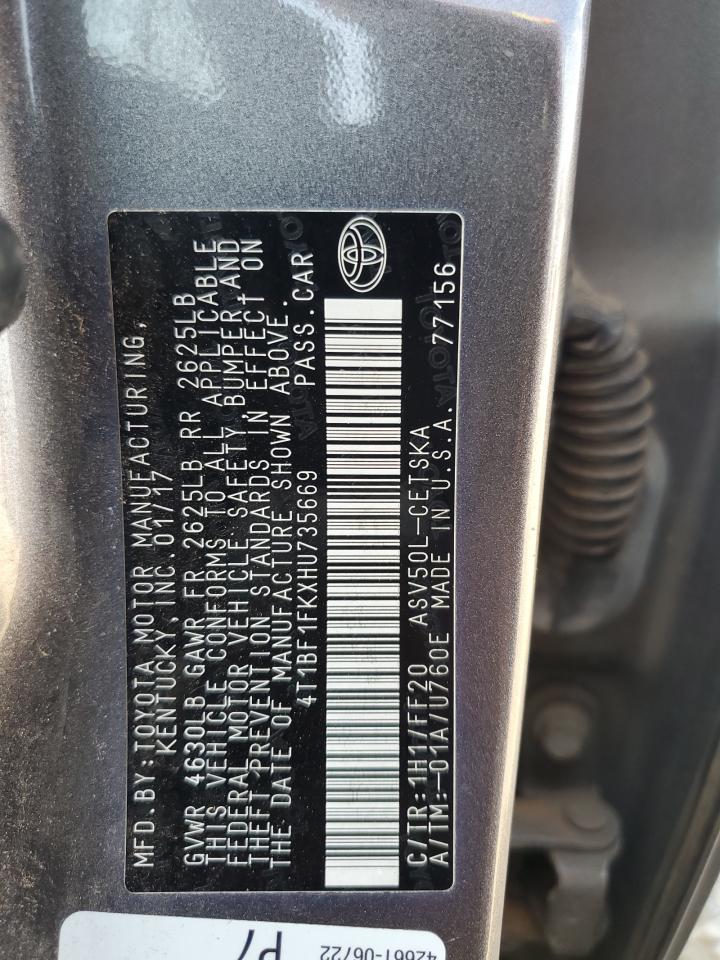 MFD. BY: TOYOTA MOTOR MANUFACTURING,
KENTUCKY, INC. 01/17
GVWR 4630LB GAWR FR 2625LB RR 2625LB
THIS VEHICLE CONFORMS TO ALL APPLICABLE
FEDERAL MOTOR VEHICLE SAFETY, BUMPER AND
THEFT PREVENTION STANDARDS IN EFFECT ON
THE DATE OF MANUFACTURE SHOWN ABOVE.
4T1BF1FKXHU735669 PASS. CAR
C/TR: 1H1/FF20 ASV50L-CETSKA
A/TM: -01A/U760E MADE IN U.S.A. 77156
42661-06722